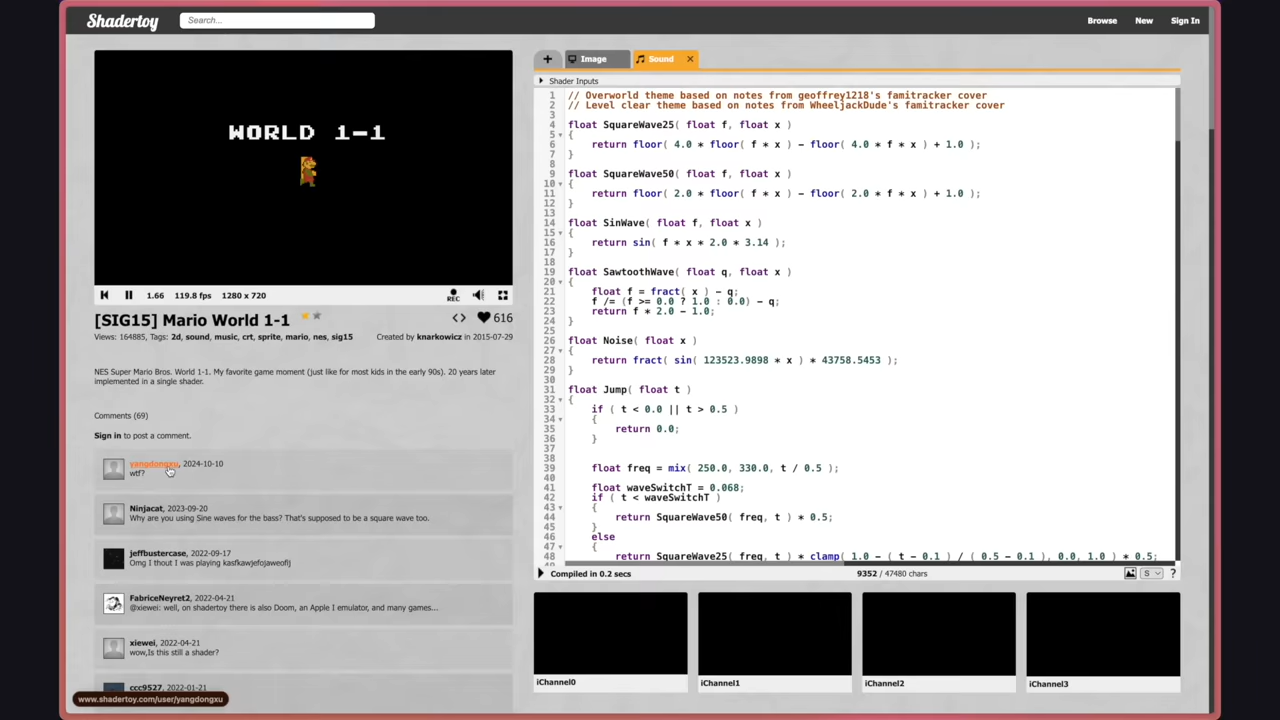 Shadertoy
Search...
Browse
New
Sign In
WORLD 1-1
1.66
119.8 fps
1280 x 720
REC
[SIG15] Mario World 1-1
616
Views: 164885, Tags: 2d, sound, music, crt, sprite, mario, nes, sig15
Created by knarkowicz in 2015-07-29
NES Super Mario Bros. World 1-1. My favorite game moment (just like for most kids in the early 90s). 20 years later
implemented in a single shader.
Comments (69)
Sign in to post a comment.
yangdongxu, 2024-10-10
wtf?
Ninjacat, 2023-09-20
Why are you using Sine waves for the bass? That's supposed to be a square wave too.
jeffbustercase, 2022-09-17
Omg I thout I was playing kasfkawjefojaweofij
FabriceNeyret2, 2022-04-21
@xiewei: well, on shadertoy there is also Doom, an Apple I emulator, and many games...
xiewei, 2022-04-21
wow,Is this still a shader?
ccc9527, 2022-01-21
www.shadertoy.com/user/yangdongxu
+
Image
Sound
Shader Inputs
1 // Overworld theme based on notes from geoffrey1218's famitracker cover
2 // Level clear theme based on notes from WheeljackDude's famitracker cover
3
4 float SquareWave25( float f, float x )
5 {
6 return floor( 4.0 * floor( f * x ) - floor( 4.0 * f * x ) + 1.0 );
7 }
8
9 float SquareWave50( float f, float x )
10 {
11 return floor( 2.0 * floor( f * x ) - floor( 2.0 * f * x ) + 1.0 );
12 }
13
14 float SinWave( float f, float x )
15 {
16 return sin( f * x * 2.0 * 3.14 );
17 }
18
19 float SawtoothWave( float q, float x )
20 {
21 float f = fract( x ) - q;
22 f /= (f >= 0.0 ? 1.0 : 0.0) - q;
23 return f * 2.0 - 1.0;
24 }
25
26 float Noise( float x )
27 {
28 return fract( sin( 123523.9898 * x ) * 43758.5453 );
29 }
30
31 float Jump( float t )
32 {
33 if ( t < 0.0 || t > 0.5 )
34 {
35 return 0.0;
36 }
37
38
39 float freq = mix( 250.0, 330.0, t / 0.5 );
40
41 float waveSwitchT = 0.068;
42 if ( t < waveSwitchT )
43 {
44 return SquareWave50( freq, t ) * 0.5;
45 }
46 else
47 {
48 return SquareWave25( freq, t ) * clamp( 1.0 - ( t - 0.1 ) / ( 0.5 - 0.1 ), 0.0, 1.0 ) * 0.5;
Compiled in 0.2 secs
9352 / 47480 chars
S
?
iChannel0
iChannel1
iChannel2
iChannel3